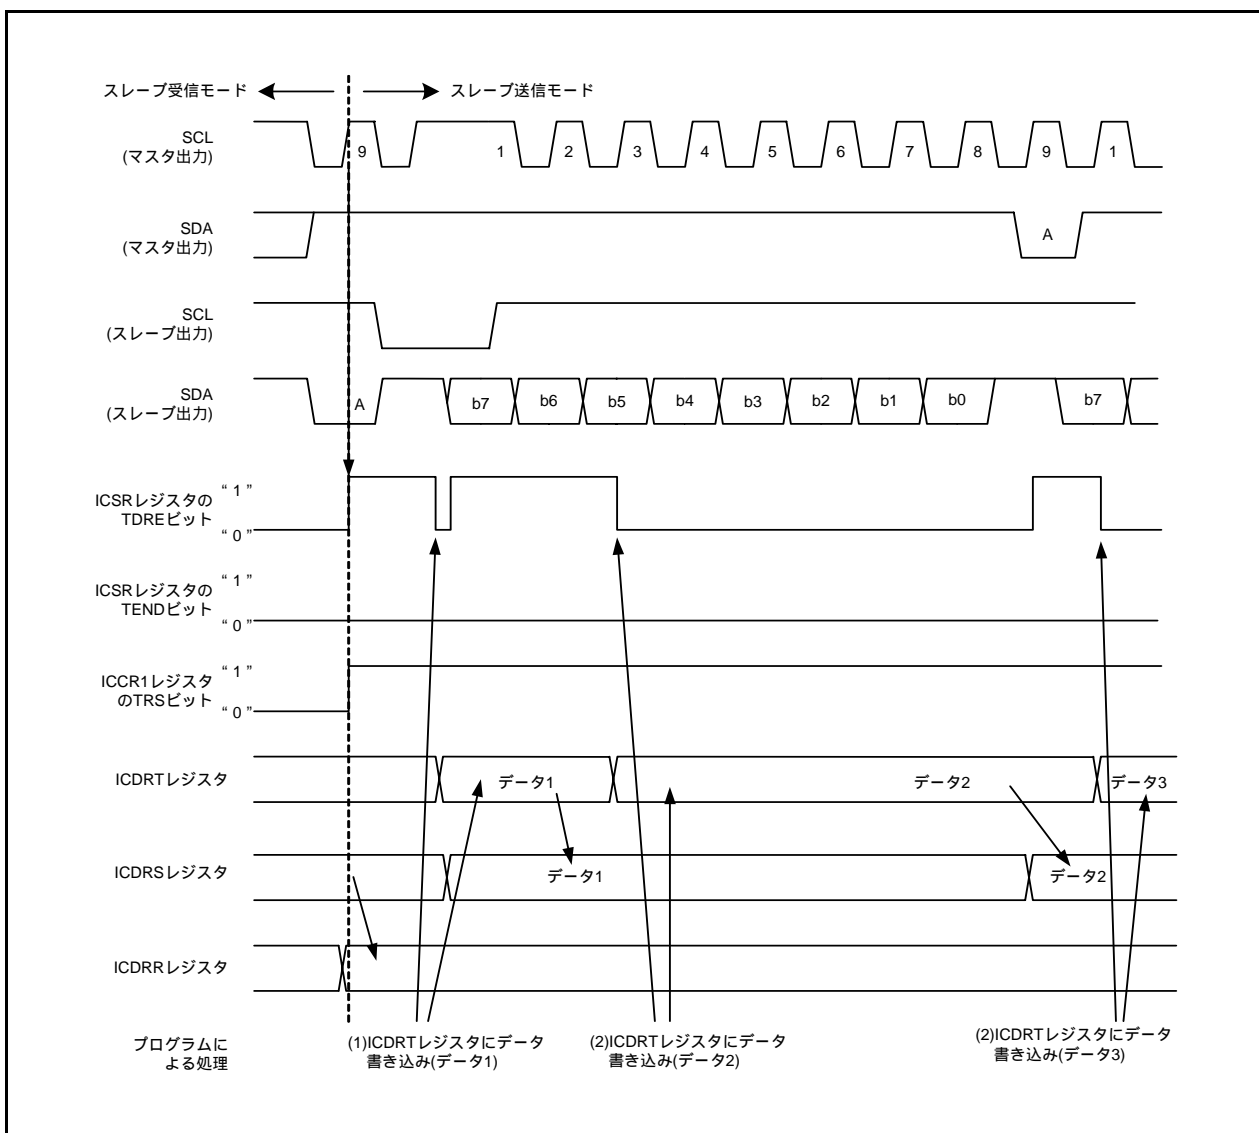 スレーブ受信モード スレーブ送信モード
SCL
(マスタ出力)
9 1 2 3 4 5 6 7 8 9 1
SDA
(マスタ出力)
A
SCL
(スレーブ出力)
SDA
(スレーブ出力)
A b7 b6 b5 b4 b3 b2 b1 b0 b7
ICSRレジスタの
TDREビット
“ 1 ”
“ 0 ”
ICSRレジスタの
TENDビット
“ 1 ”
“ 0 ”
ICCR1レジスタ
のTRSビット
“ 1 ”
“ 0 ”
ICDRTレジスタ
データ1 データ2 データ3
ICDRSレジスタ
データ1 データ2
ICDRRレジスタ
プログラムに
よる処理
(1)ICDRTレジスタにデータ
書き込み(データ1)
(2)ICDRTレジスタにデータ
書き込み(データ2)
(2)ICDRTレジスタにデータ
書き込み(データ3)